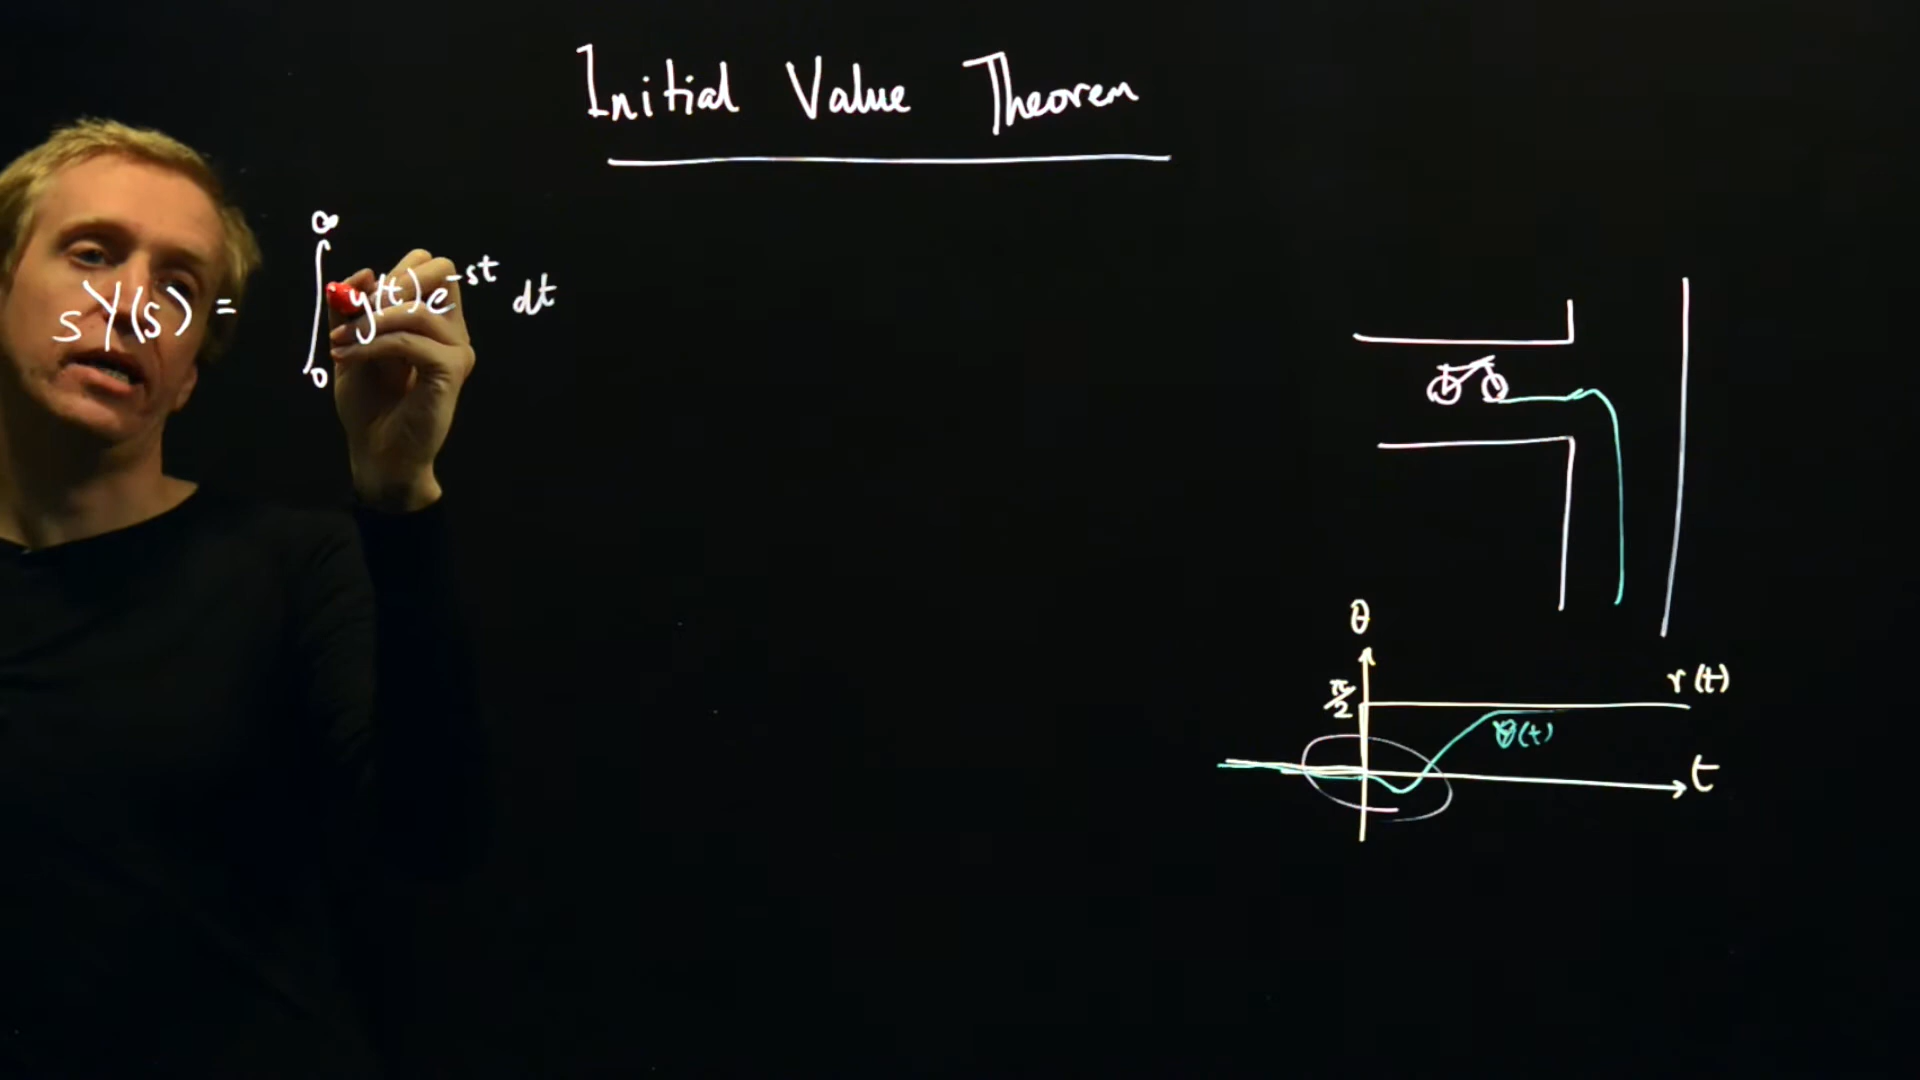 Initial Value Theorem
sY(s) = ∫₀^∞ y(t) e^{-st} dt
θ
π/2
r(t)
(t)
t